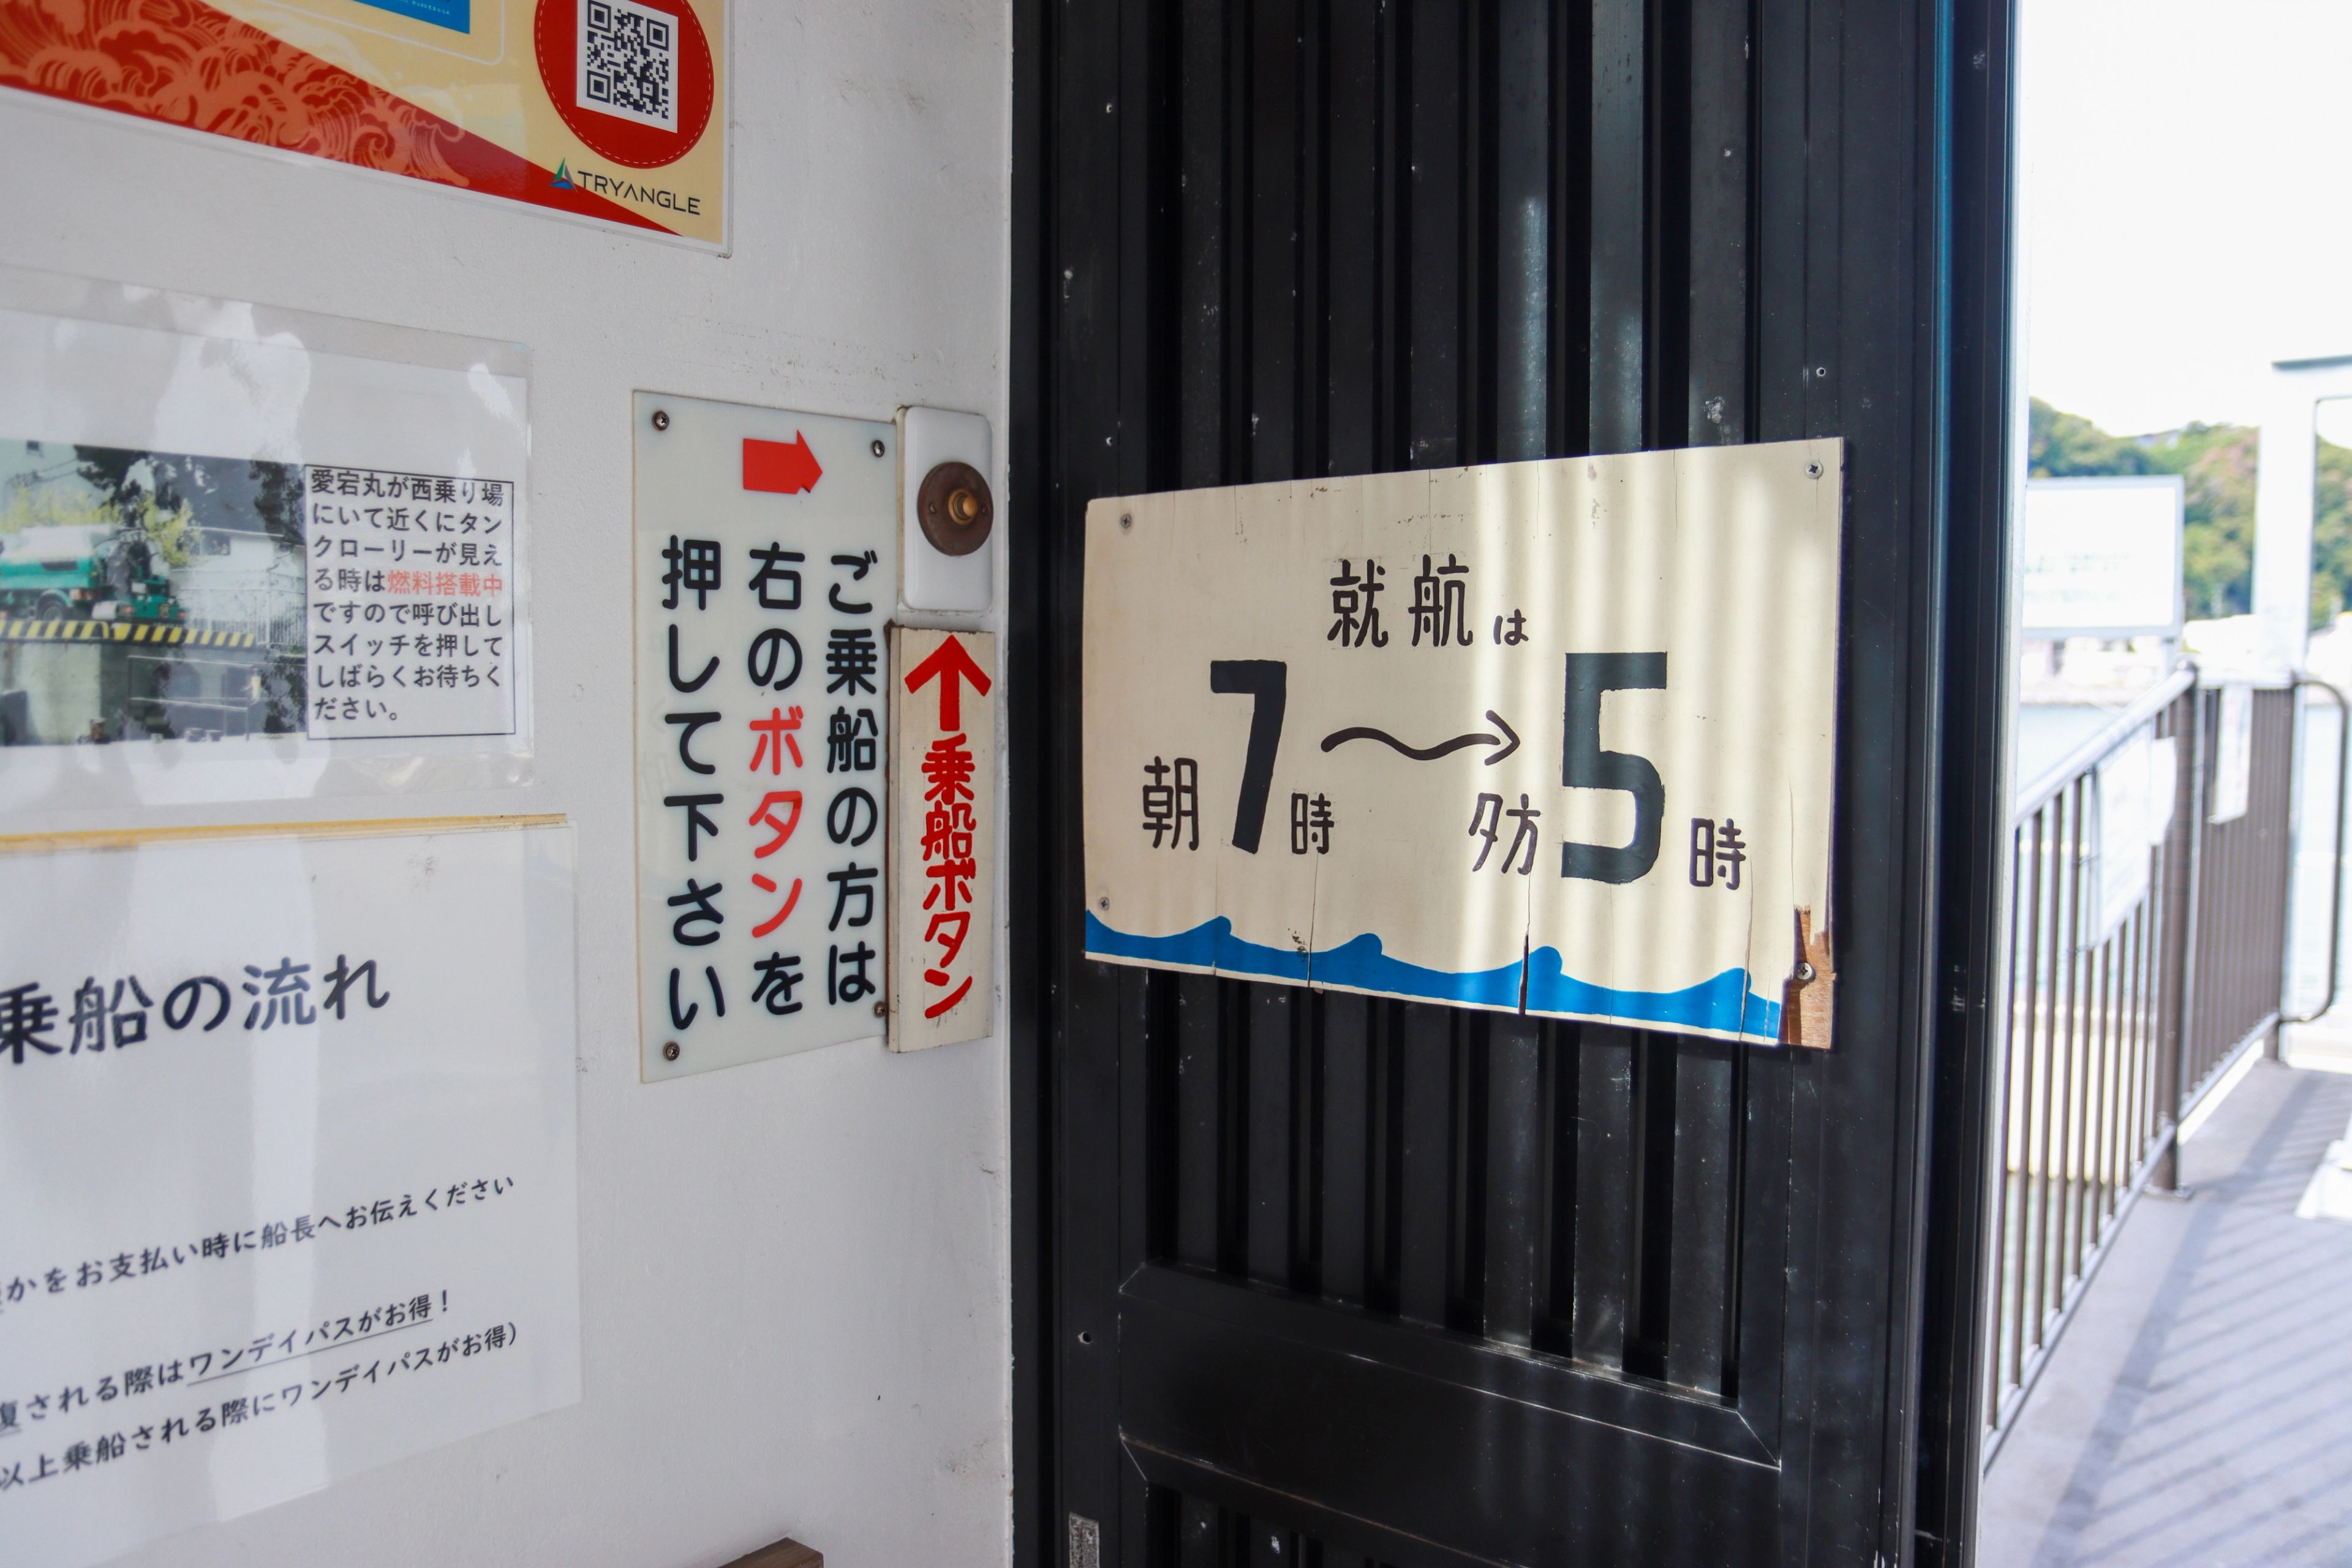 TRYANGLE
愛宕丸が西乗り場
にいて近くにタン
クローリーが見え
る時は燃料搭載中
ですので呼び出し
スイッチを押して
しばらくお待ちく
ださい。
乗船の流れ
かをお支払い時に船長へお伝えください
復される際はワンデイパスがお得！
以上乗船される際にワンデイパスがお得）
ご乗船の方は
右のボタンを
押して下さい
乗船ボタン
就航は
朝7時〜→夕方5時